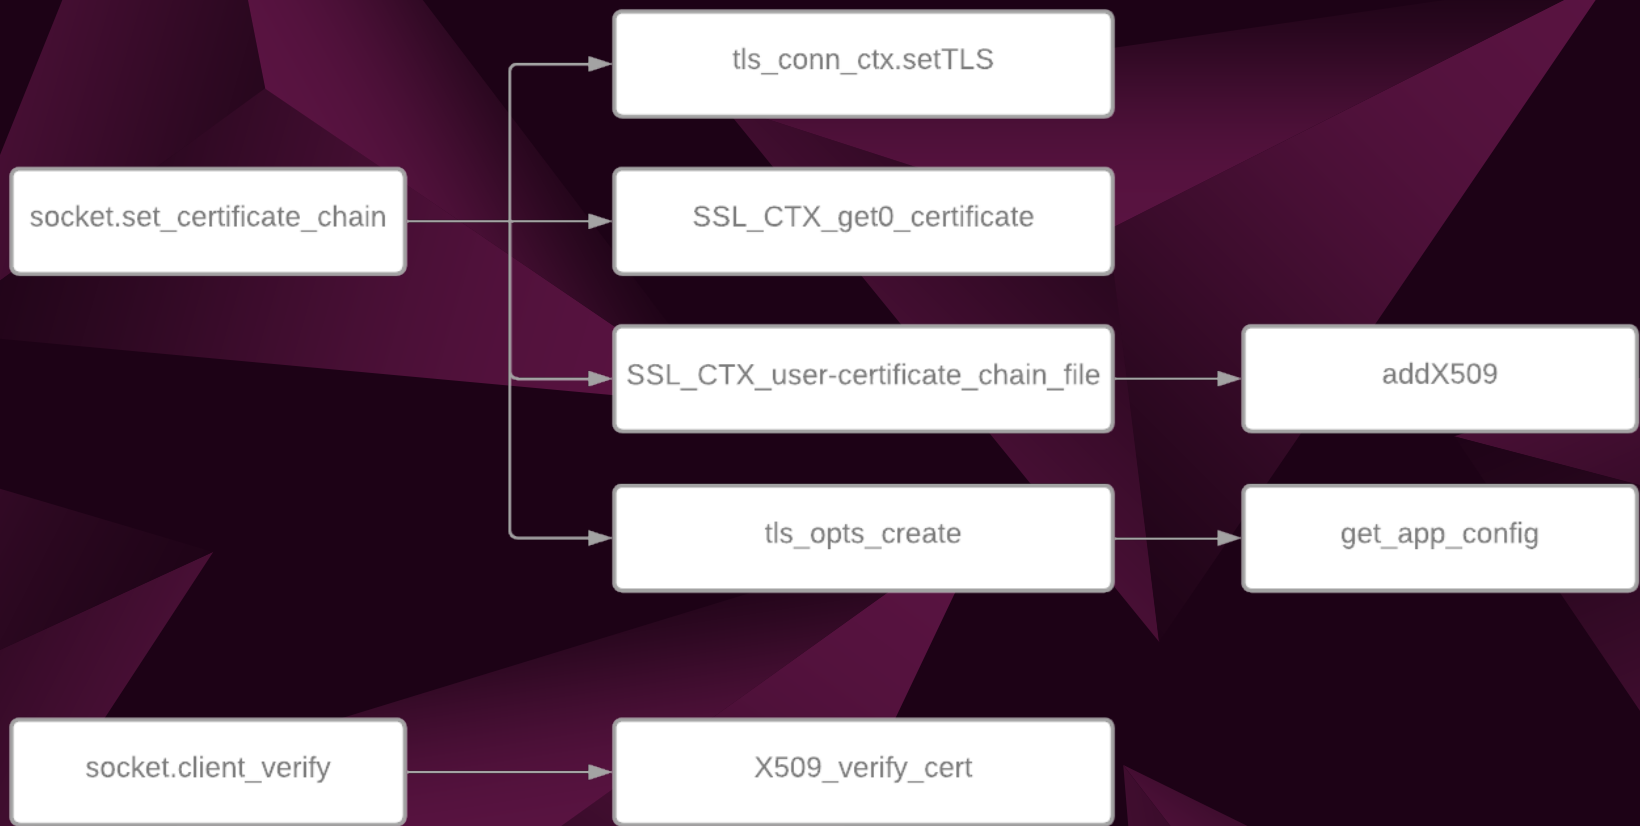 tls_conn_ctx.setTLS
socket.set_certificate_chain
SSL_CTX_get0_certificate
SSL_CTX_user-certificate_chain_file
addX509
tls_opts_create
get_app_config
socket.client_verify
X509_verify_cert